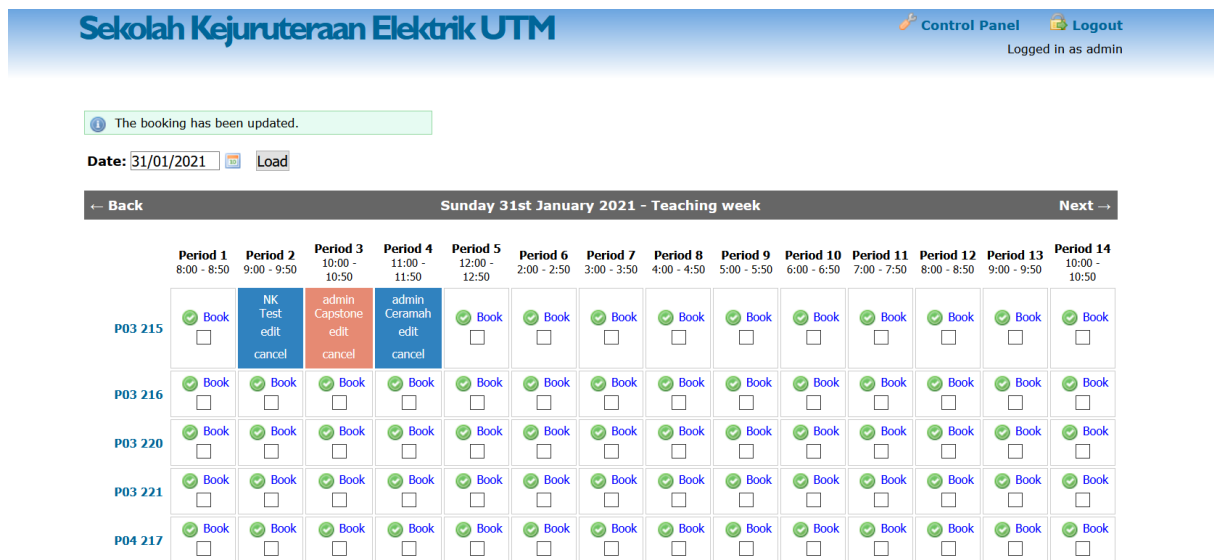 Sekolah Kejuruteraan Elektrik UTM
Control Panel Logout
Logged in as admin
The booking has been updated.
Date: 31/01/2021 Load
← Back Sunday 31st January 2021 - Teaching week Next →
Period 1 Period 2 Period 3 Period 4 Period 5 Period 6 Period 7 Period 8 Period 9 Period 10 Period 11 Period 12 Period 13 Period 14
8:00 - 8:50 9:00 - 9:50 10:00 - 10:50 11:00 - 11:50 12:00 - 12:50 2:00 - 2:50 3:00 - 3:50 4:00 - 4:50 5:00 - 5:50 6:00 - 6:50 7:00 - 7:50 8:00 - 8:50 9:00 - 9:50 10:00 - 10:50
P03 215 Book NK Test edit cancel admin Capstone edit cancel admin Ceramah edit cancel Book Book Book Book Book Book Book Book Book Book
P03 216 Book Book Book Book Book Book Book Book Book Book Book Book Book Book
P03 220 Book Book Book Book Book Book Book Book Book Book Book Book Book Book
P03 221 Book Book Book Book Book Book Book Book Book Book Book Book Book Book
P04 217 Book Book Book Book Book Book Book Book Book Book Book Book Book Book